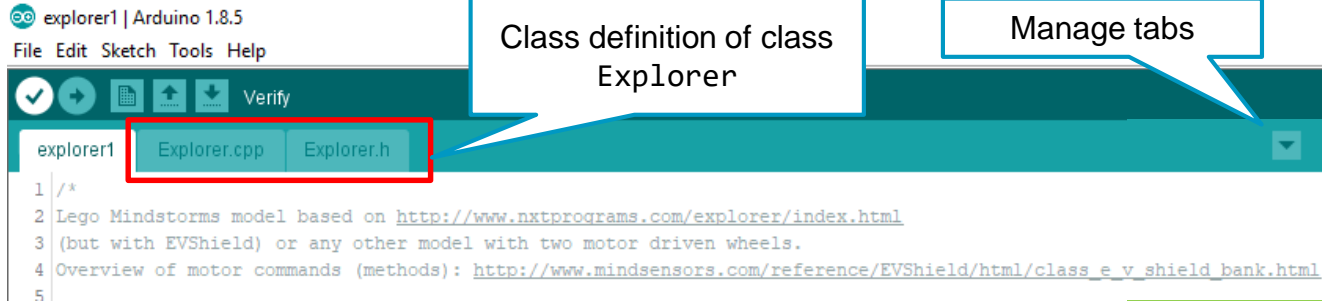 explorer1 | Arduino 1.8.5
File Edit Sketch Tools Help
Class definition of class
Explorer
Manage tabs
Verify
explorer1 Explorer.cpp Explorer.h
1 /*
2 Lego Mindstorms model based on http://www.nxtprograms.com/explorer/index.html
3 (but with EVShield) or any other model with two motor driven wheels.
4 Overview of motor commands (methods): http://www.mindsensors.com/reference/EVShield/html/class_e_v_shield_bank.html
5